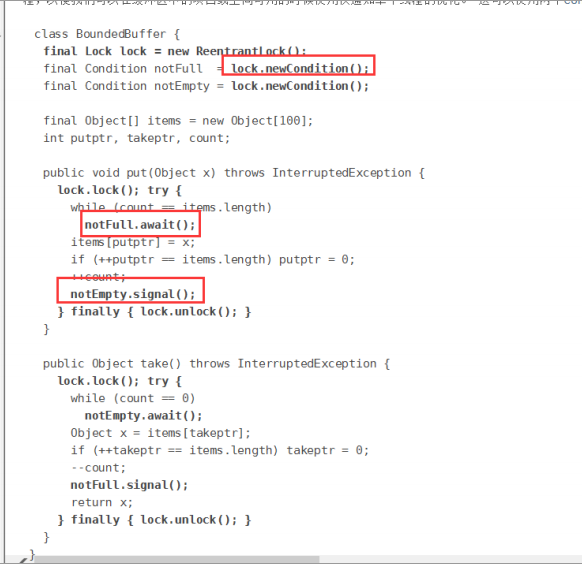 class BoundedBuffer {
final Lock lock = new ReentrantLock();
final Condition notFull = lock.newCondition();
final Condition notEmpty = lock.newCondition();
final Object[] items = new Object[100];
int putptr, takeptr, count;
public void put(Object x) throws InterruptedException {
lock.lock(); try {
while (count == items.length)
notFull.await();
items[putptr] = x;
if (++putptr == items.length) putptr = 0;
++count;
notEmpty.signal();
} finally { lock.unlock(); }
}
public Object take() throws InterruptedException {
lock.lock(); try {
while (count == 0)
notEmpty.await();
Object x = items[takeptr];
if (++takeptr == items.length) takeptr = 0;
--count;
notFull.signal();
return x;
} finally { lock.unlock(); }
}
}